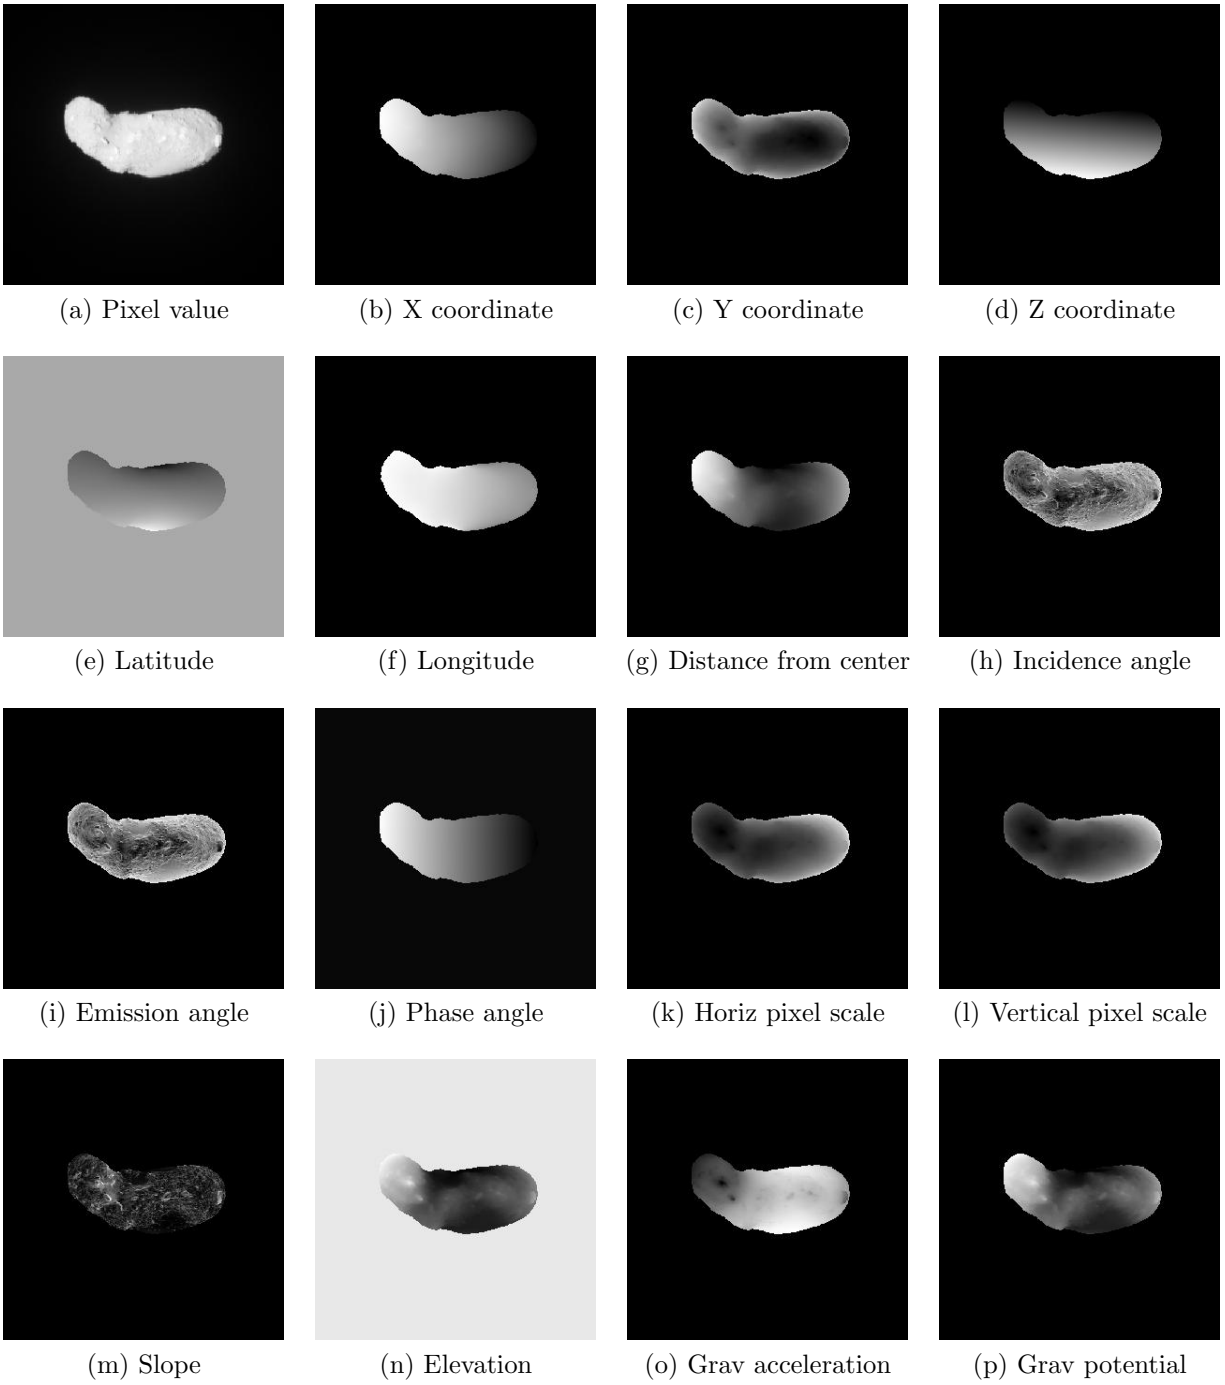 (a) Pixel value
(b) X coordinate
(c) Y coordinate
(d) Z coordinate
(e) Latitude
(f) Longitude
(g) Distance from center
(h) Incidence angle
(i) Emission angle
(j) Phase angle
(k) Horiz pixel scale
(l) Vertical pixel scale
(m) Slope
(n) Elevation
(o) Grav acceleration
(p) Grav potential